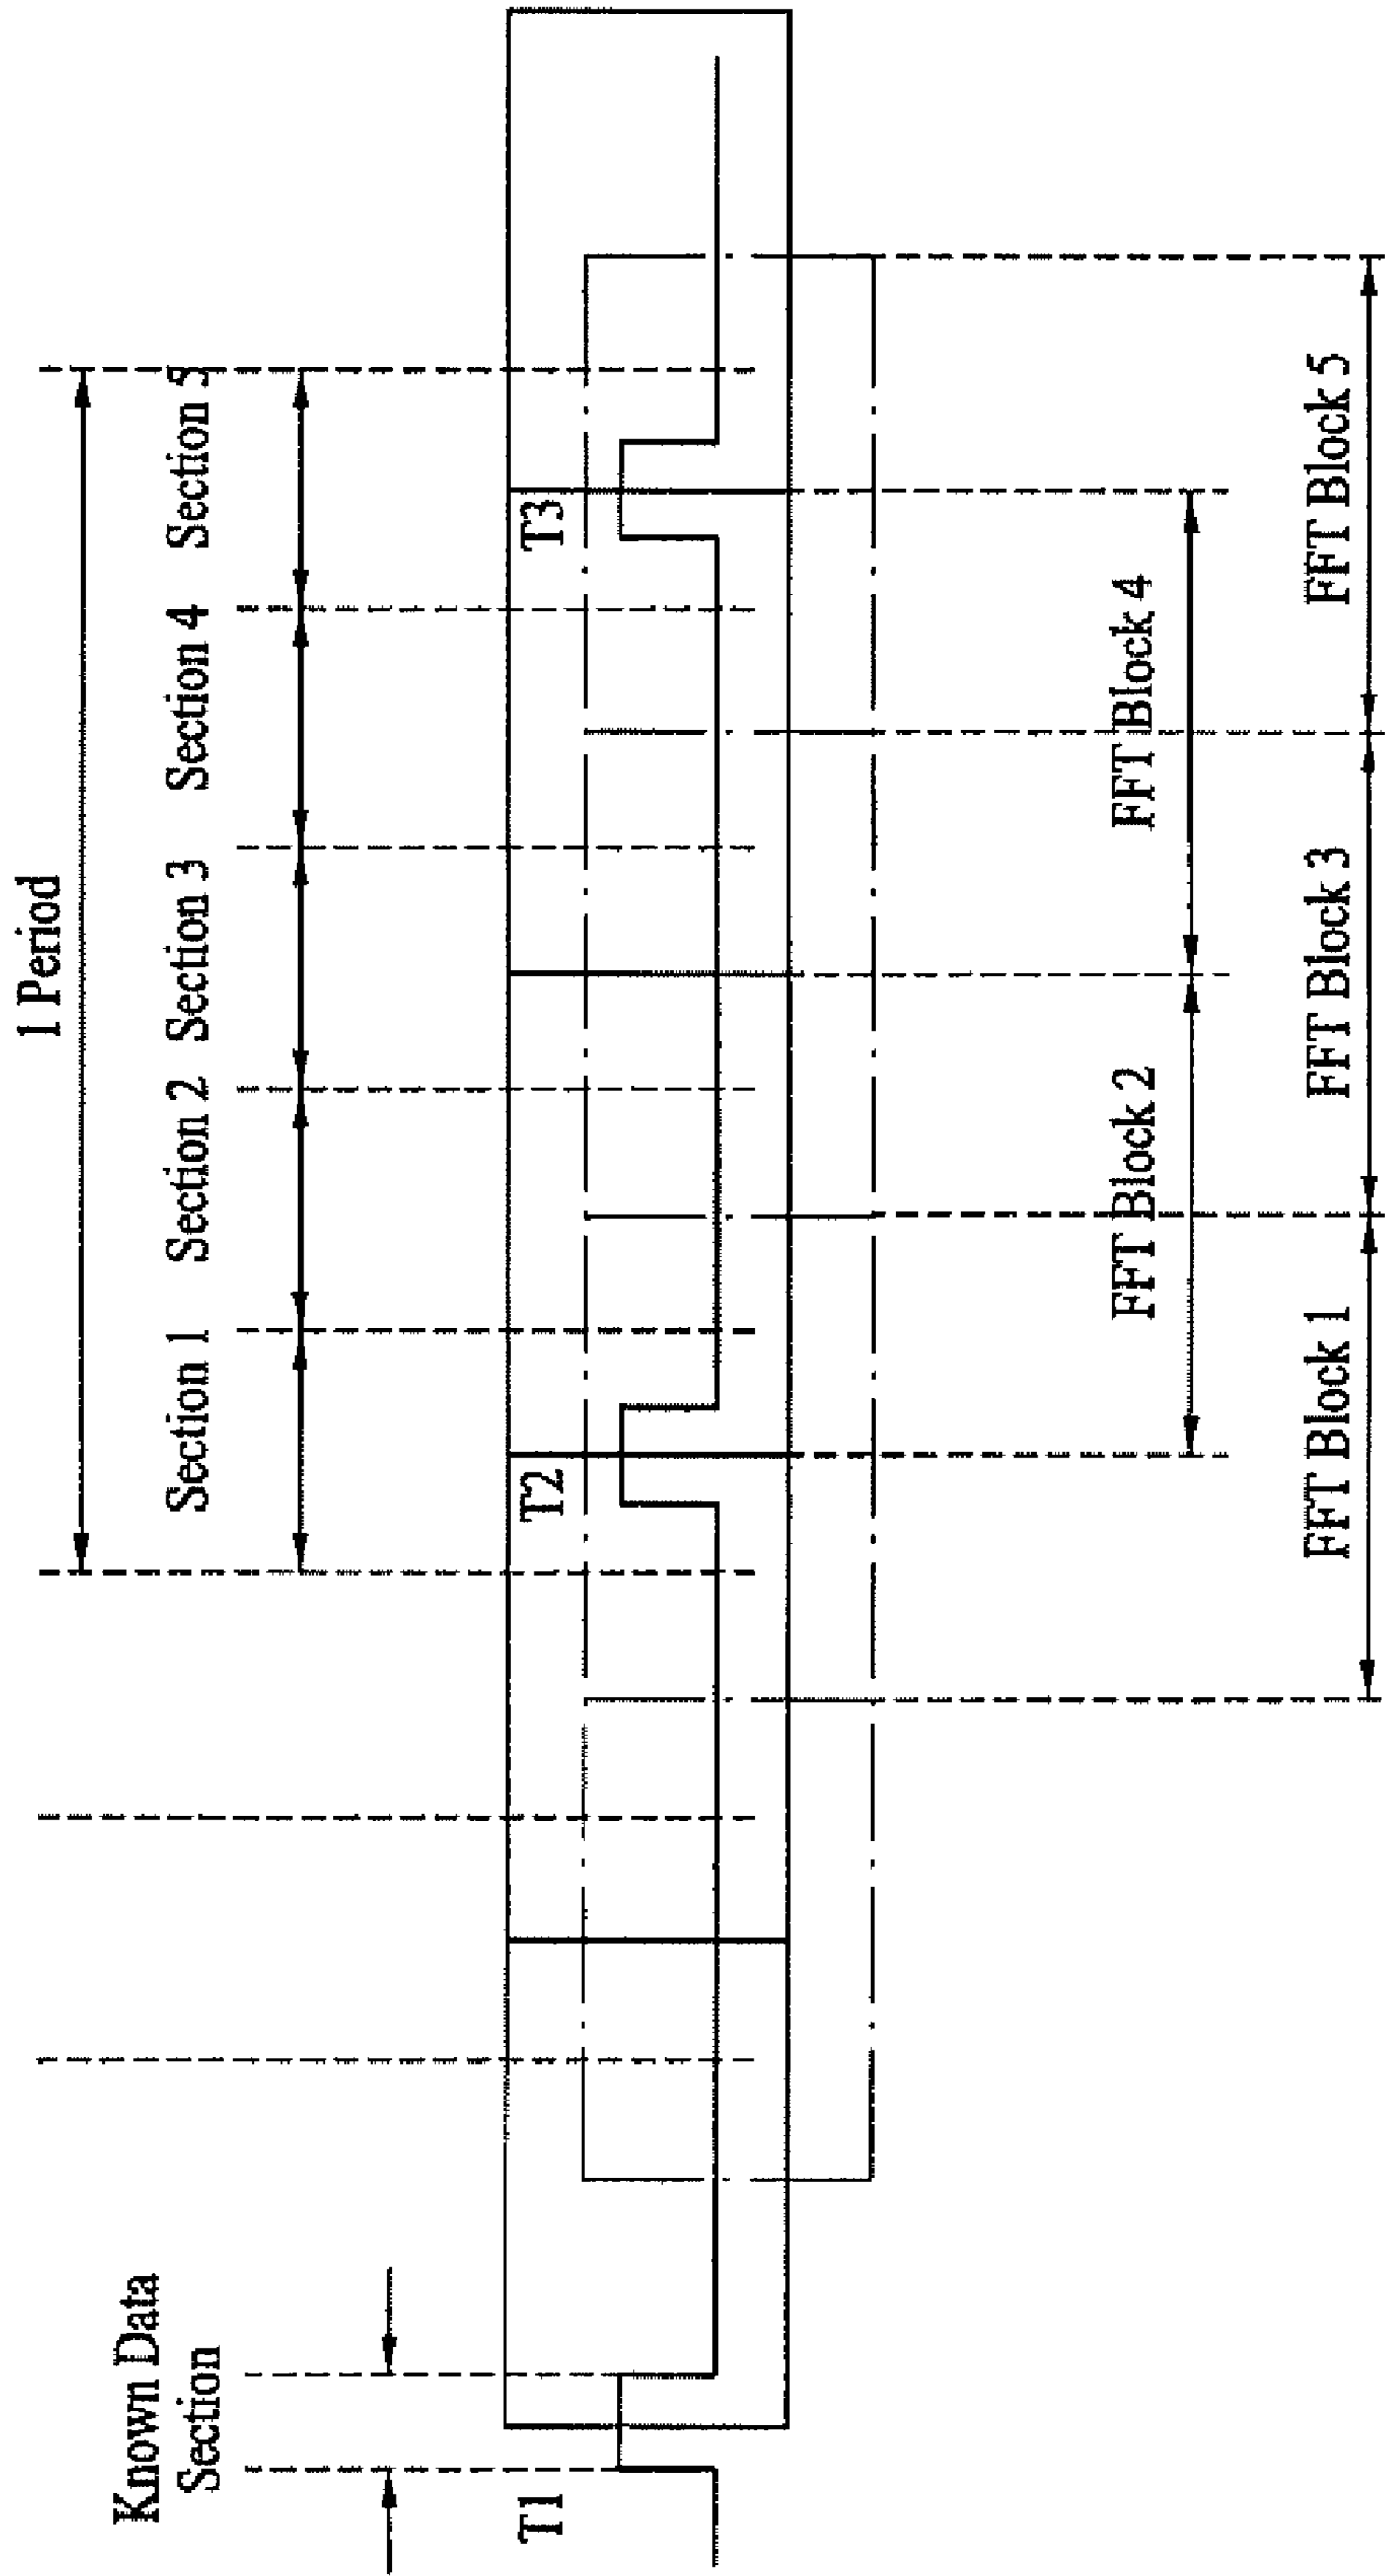 1 Period
Known Data
Section
Section 1
Section 2
Section 3
Section 4
Section 5
T1
T2
T3
FFT Block 2
FFT Block 4
FFT Block 1
FFT Block 3
FFT Block 5